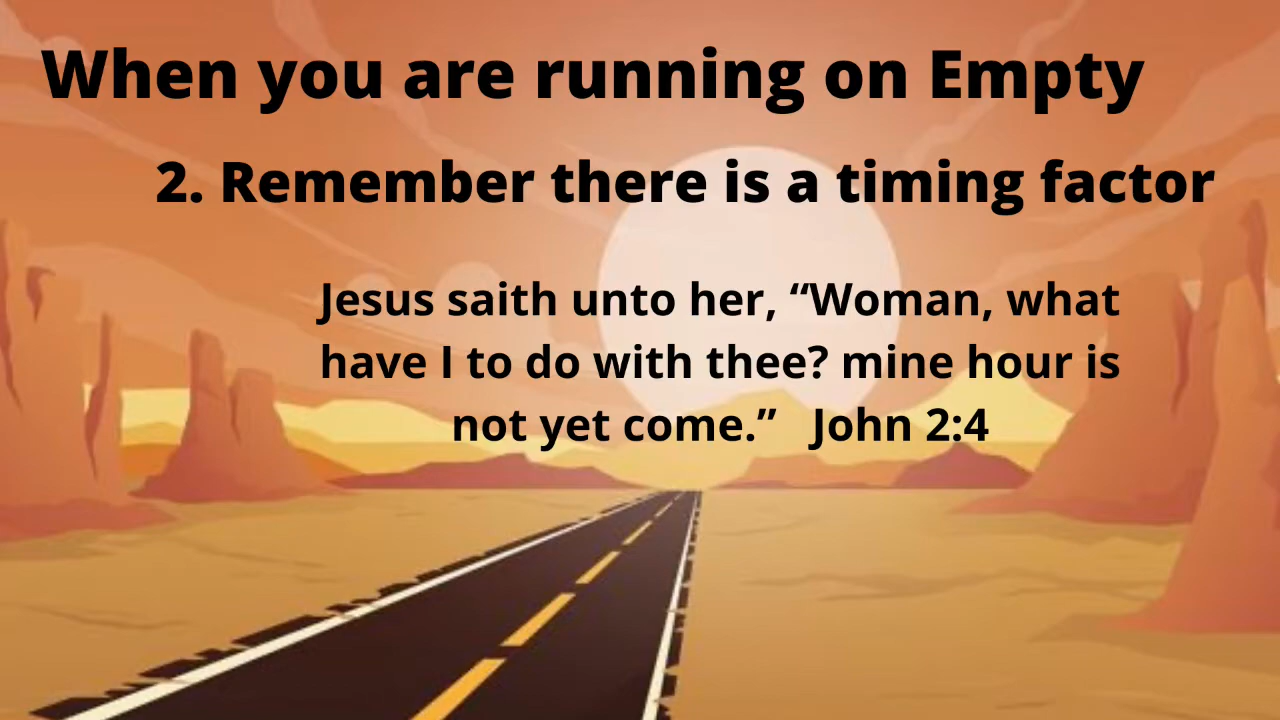 When you are running on Empty
2. Remember there is a timing factor
Jesus saith unto her, “Woman, what
have I to do with thee? mine hour is
not yet come.”   John 2:4